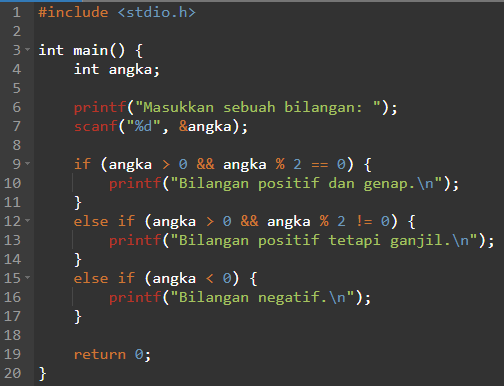 1 #include <stdio.h>
2
3 int main() {
4     int angka;
5
6     printf("Masukkan sebuah bilangan: ");
7     scanf("%d", &angka);
8
9     if (angka > 0 && angka % 2 == 0) {
10         printf("Bilangan positif dan genap.\n");
11     }
12     else if (angka > 0 && angka % 2 != 0) {
13         printf("Bilangan positif tetapi ganjil.\n");
14     }
15     else if (angka < 0) {
16         printf("Bilangan negatif.\n");
17     }
18
19     return 0;
20 }